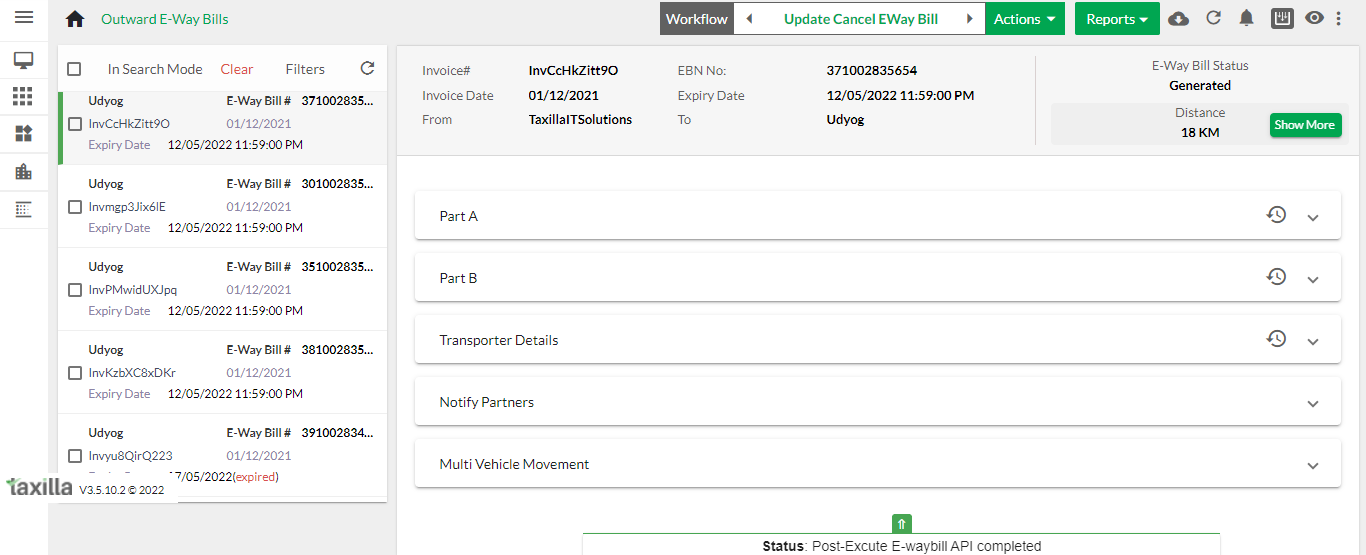 Outward E-Way Bills
Workflow
Update Cancel EWay Bill
Actions
Reports
In Search Mode Clear Filters
Udyog E-Way Bill # 371002835...
InvCcHkZitt9O 01/12/2021
Expiry Date 12/05/2022 11:59:00 PM
Udyog E-Way Bill # 301002835...
Invmgp3Jix6lE 01/12/2021
Expiry Date 12/05/2022 11:59:00 PM
Udyog E-Way Bill # 351002835...
InvPMwidUXJpq 01/12/2021
Expiry Date 12/05/2022 11:59:00 PM
Udyog E-Way Bill # 381002835...
InvKzbXC8xDKr 01/12/2021
Expiry Date 12/05/2022 11:59:00 PM
Udyog E-Way Bill # 391002834...
Invyu8QirQ223 01/12/2021
17/05/2022(expired)
taxilla V3.5.10.2 © 2022
Invoice# InvCcHkZitt9O EBN No: 371002835654
Invoice Date 01/12/2021 Expiry Date 12/05/2022 11:59:00 PM
From TaxillaITSolutions To Udyog
E-Way Bill Status
Generated
Distance
18 KM
Show More
Part A
Part B
Transporter Details
Notify Partners
Multi Vehicle Movement
Status: Post-Excute E-waybill API completed